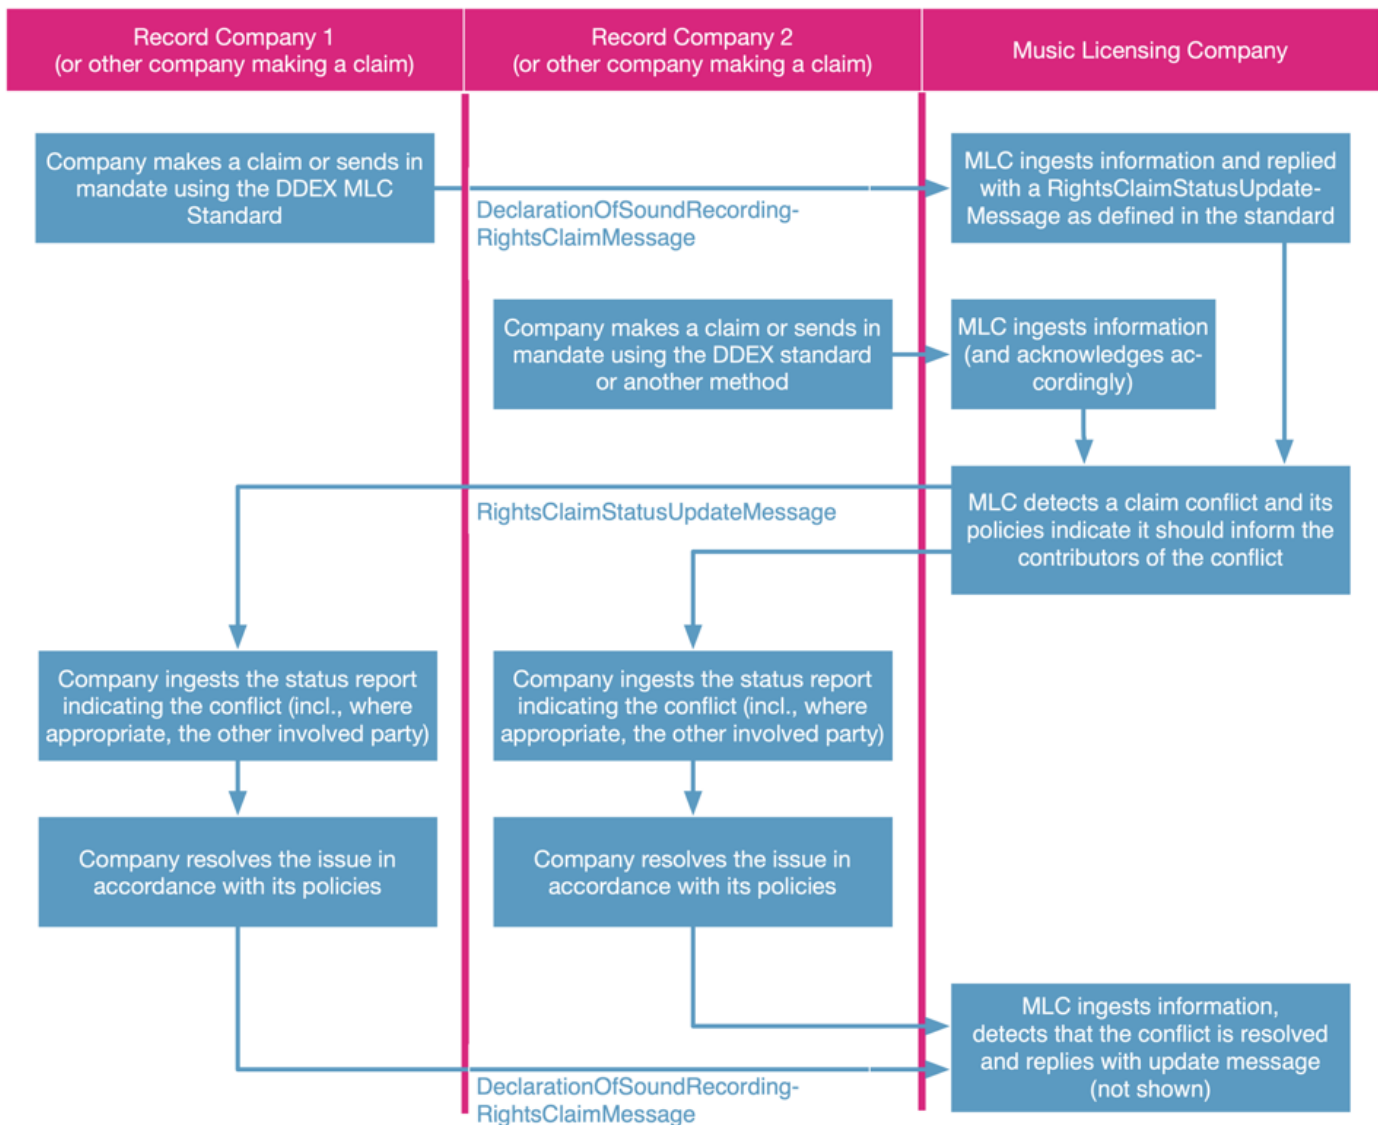 Record Company 1
(or other company making a claim)
Record Company 2
(or other company making a claim)
Music Licensing Company
Company makes a claim or sends in
mandate using the DDEX MLC
Standard
DeclarationOfSoundRecording-
RightsClaimMessage
MLC ingests information and replied
with a RightsClaimStatusUpdate-
Message as defined in the standard
Company makes a claim or sends in
mandate using the DDEX standard
or another method
MLC ingests information
(and acknowledges ac-
cordingly)
RightsClaimStatusUpdateMessage
MLC detects a claim conflict and its
policies indicate it should inform the
contributors of the conflict
Company ingests the status report
indicating the conflict (incl., where
appropriate, the other involved party)
Company ingests the status report
indicating the conflict (incl., where
appropriate, the other involved party)
Company resolves the issue in
accordance with its policies
Company resolves the issue in
accordance with its policies
MLC ingests information,
detects that the conflict is resolved
and replies with update message
(not shown)
DeclarationOfSoundRecording-
RightsClaimMessage